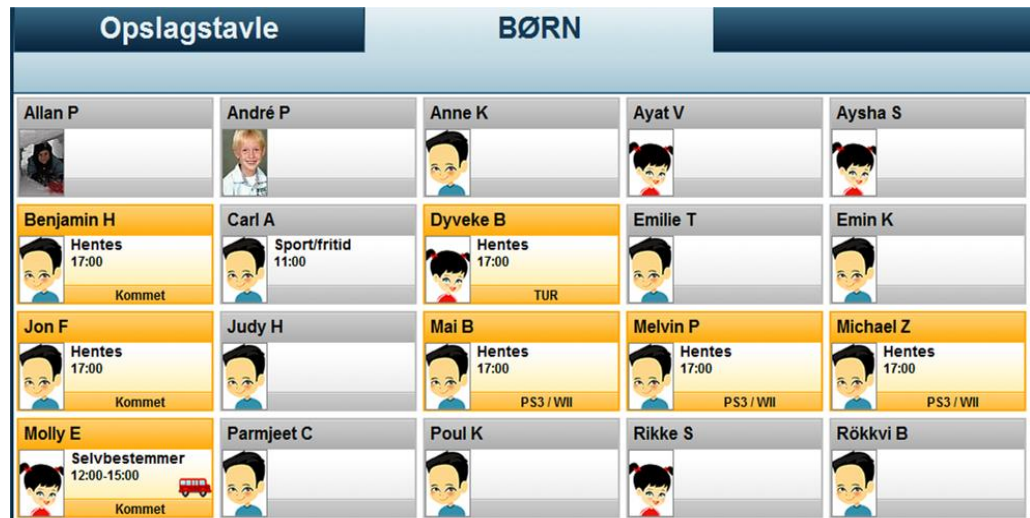 Opslagstavle BØRN
Allan P André P Anne K Ayat V Aysha S
Benjamin H Carl A Dyveke B Emilie T Emin K
Hentes Sport/fritid Hentes
17:00 11:00 17:00
Kommet TUR
Jon F Judy H Mai B Melvin P Michael Z
Hentes Hentes Hentes Hentes
17:00 17:00 17:00 17:00
Kommet PS3 / WII PS3 / WII PS3 / WII
Molly E Parmjeet C Poul K Rikke S Rökkvi B
Selvbestemmer
12:00-15:00
Kommet